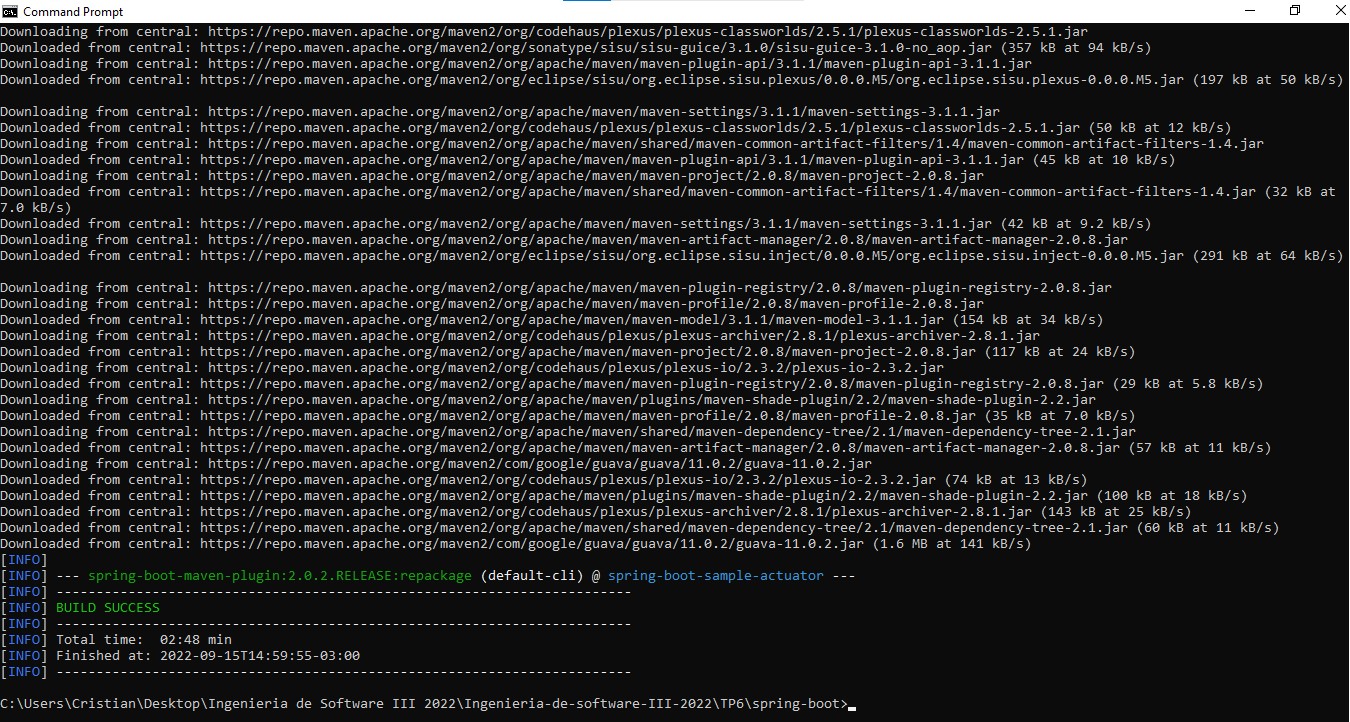 Command Prompt
Downloading from central: https://repo.maven.apache.org/maven2/org/codehaus/plexus/plexus-classworlds/2.5.1/plexus-classworlds-2.5.1.jar
Downloaded from central: https://repo.maven.apache.org/maven2/org/sonatype/sisu/sisu-guice/3.1.0/sisu-guice-3.1.0-no_aop.jar (357 kB at 94 kB/s)
Downloading from central: https://repo.maven.apache.org/maven2/org/apache/maven/maven-plugin-api/3.1.1/maven-plugin-api-3.1.1.jar
Downloaded from central: https://repo.maven.apache.org/maven2/org/eclipse/sisu/org.eclipse.sisu.plexus/0.0.0.M5/org.eclipse.sisu.plexus-0.0.0.M5.jar (197 kB at 50 kB/s)
Downloading from central: https://repo.maven.apache.org/maven2/org/apache/maven/maven-settings/3.1.1/maven-settings-3.1.1.jar
Downloaded from central: https://repo.maven.apache.org/maven2/org/codehaus/plexus/plexus-classworlds/2.5.1/plexus-classworlds-2.5.1.jar (50 kB at 12 kB/s)
Downloading from central: https://repo.maven.apache.org/maven2/org/apache/maven/shared/maven-common-artifact-filters/1.4/maven-common-artifact-filters-1.4.jar
Downloaded from central: https://repo.maven.apache.org/maven2/org/apache/maven/maven-plugin-api/3.1.1/maven-plugin-api-3.1.1.jar (45 kB at 10 kB/s)
Downloading from central: https://repo.maven.apache.org/maven2/org/apache/maven/maven-project/2.0.8/maven-project-2.0.8.jar
Downloaded from central: https://repo.maven.apache.org/maven2/org/apache/maven/shared/maven-common-artifact-filters/1.4/maven-common-artifact-filters-1.4.jar (32 kB at
7.0 kB/s)
Downloaded from central: https://repo.maven.apache.org/maven2/org/apache/maven/maven-settings/3.1.1/maven-settings-3.1.1.jar (42 kB at 9.2 kB/s)
Downloading from central: https://repo.maven.apache.org/maven2/org/apache/maven/maven-artifact-manager/2.0.8/maven-artifact-manager-2.0.8.jar
Downloaded from central: https://repo.maven.apache.org/maven2/org/eclipse/sisu/org.eclipse.sisu.inject/0.0.0.M5/org.eclipse.sisu.inject-0.0.0.M5.jar (291 kB at 64 kB/s)
Downloading from central: https://repo.maven.apache.org/maven2/org/apache/maven/maven-plugin-registry/2.0.8/maven-plugin-registry-2.0.8.jar
Downloading from central: https://repo.maven.apache.org/maven2/org/apache/maven/maven-profile/2.0.8/maven-profile-2.0.8.jar
Downloaded from central: https://repo.maven.apache.org/maven2/org/apache/maven/maven-model/3.1.1/maven-model-3.1.1.jar (154 kB at 34 kB/s)
Downloading from central: https://repo.maven.apache.org/maven2/org/codehaus/plexus/plexus-archiver/2.8.1/plexus-archiver-2.8.1.jar
Downloaded from central: https://repo.maven.apache.org/maven2/org/apache/maven/maven-project/2.0.8/maven-project-2.0.8.jar (117 kB at 24 kB/s)
Downloading from central: https://repo.maven.apache.org/maven2/org/codehaus/plexus/plexus-io/2.3.2/plexus-io-2.3.2.jar
Downloaded from central: https://repo.maven.apache.org/maven2/org/apache/maven/maven-plugin-registry/2.0.8/maven-plugin-registry-2.0.8.jar (29 kB at 5.8 kB/s)
Downloading from central: https://repo.maven.apache.org/maven2/org/apache/maven/plugins/maven-shade-plugin/2.2/maven-shade-plugin-2.2.jar
Downloaded from central: https://repo.maven.apache.org/maven2/org/apache/maven/maven-profile/2.0.8/maven-profile-2.0.8.jar (35 kB at 7.0 kB/s)
Downloading from central: https://repo.maven.apache.org/maven2/org/apache/maven/shared/maven-dependency-tree/2.1/maven-dependency-tree-2.1.jar
Downloaded from central: https://repo.maven.apache.org/maven2/org/apache/maven/maven-artifact-manager/2.0.8/maven-artifact-manager-2.0.8.jar (57 kB at 11 kB/s)
Downloading from central: https://repo.maven.apache.org/maven2/com/google/guava/guava/11.0.2/guava-11.0.2.jar
Downloaded from central: https://repo.maven.apache.org/maven2/org/codehaus/plexus/plexus-io/2.3.2/plexus-io-2.3.2.jar (74 kB at 13 kB/s)
Downloaded from central: https://repo.maven.apache.org/maven2/org/apache/maven/plugins/maven-shade-plugin/2.2/maven-shade-plugin-2.2.jar (100 kB at 18 kB/s)
Downloaded from central: https://repo.maven.apache.org/maven2/org/codehaus/plexus/plexus-archiver/2.8.1/plexus-archiver-2.8.1.jar (143 kB at 25 kB/s)
Downloaded from central: https://repo.maven.apache.org/maven2/org/apache/maven/shared/maven-dependency-tree/2.1/maven-dependency-tree-2.1.jar (60 kB at 11 kB/s)
Downloaded from central: https://repo.maven.apache.org/maven2/com/google/guava/guava/11.0.2/guava-11.0.2.jar (1.6 MB at 141 kB/s)
[INFO]
[INFO] --- spring-boot-maven-plugin:2.0.2.RELEASE:repackage (default-cli) @ spring-boot-sample-actuator ---
[INFO] ------------------------------------------------------------------------
[INFO] BUILD SUCCESS
[INFO] ------------------------------------------------------------------------
[INFO] Total time:  02:48 min
[INFO] Finished at: 2022-09-15T14:59:55-03:00
[INFO] ------------------------------------------------------------------------
C:\Users\Cristian\Desktop\Ingenieria de Software III 2022\Ingenieria-de-software-III-2022\TP6\spring-boot>